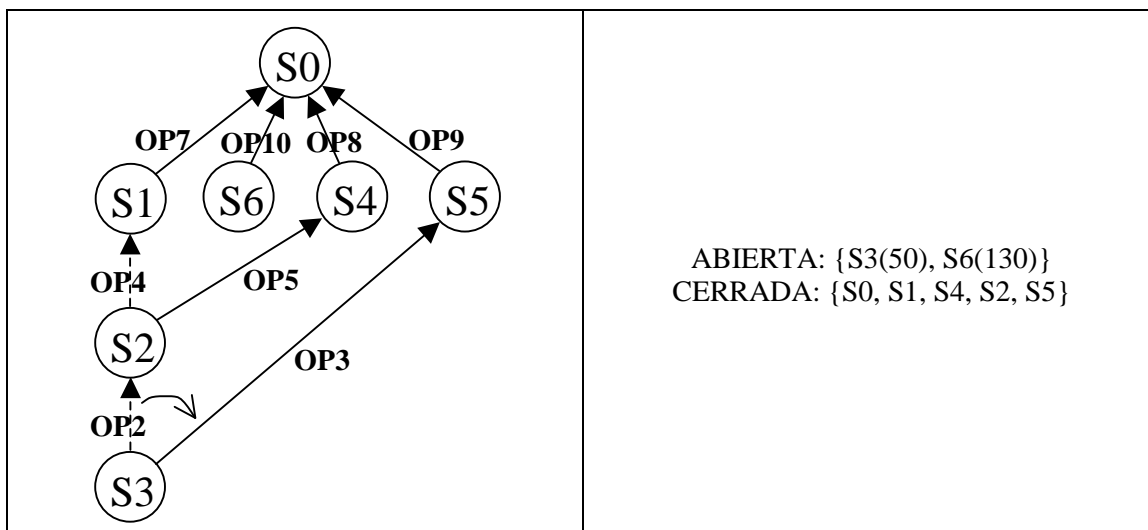 S0
OP7 OP10 OP8 OP9
S1 S6 S4 S5
OP4 OP5
S2
OP3
OP2
S3
ABIERTA: {S3(50), S6(130)}
CERRADA: {S0, S1, S4, S2, S5}